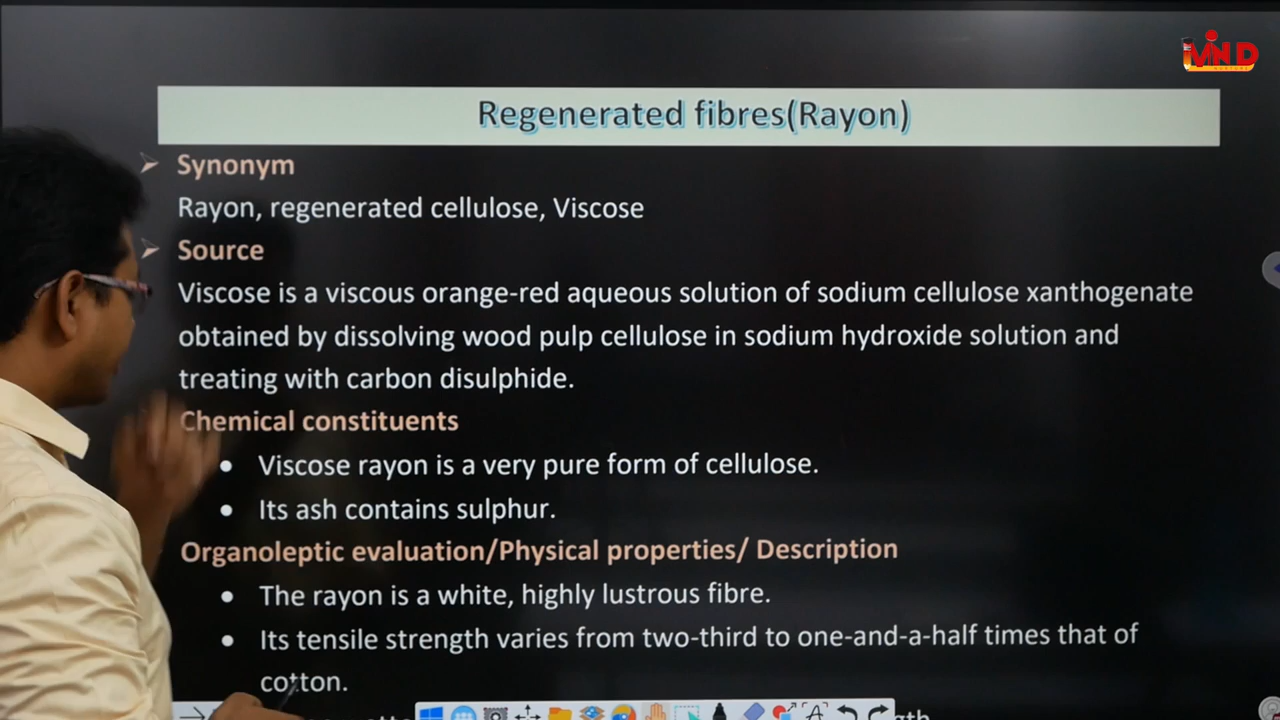 MIND
Regenerated fibres(Rayon)
Synonym
Rayon, regenerated cellulose, Viscose
Source
Viscose is a viscous orange-red aqueous solution of sodium cellulose xanthogenate
obtained by dissolving wood pulp cellulose in sodium hydroxide solution and
treating with carbon disulphide.
Chemical constituents
Viscose rayon is a very pure form of cellulose.
Its ash contains sulphur.
Organoleptic evaluation/Physical properties/ Description
The rayon is a white, highly lustrous fibre.
Its tensile strength varies from two-third to one-and-a-half times that of
cotton.